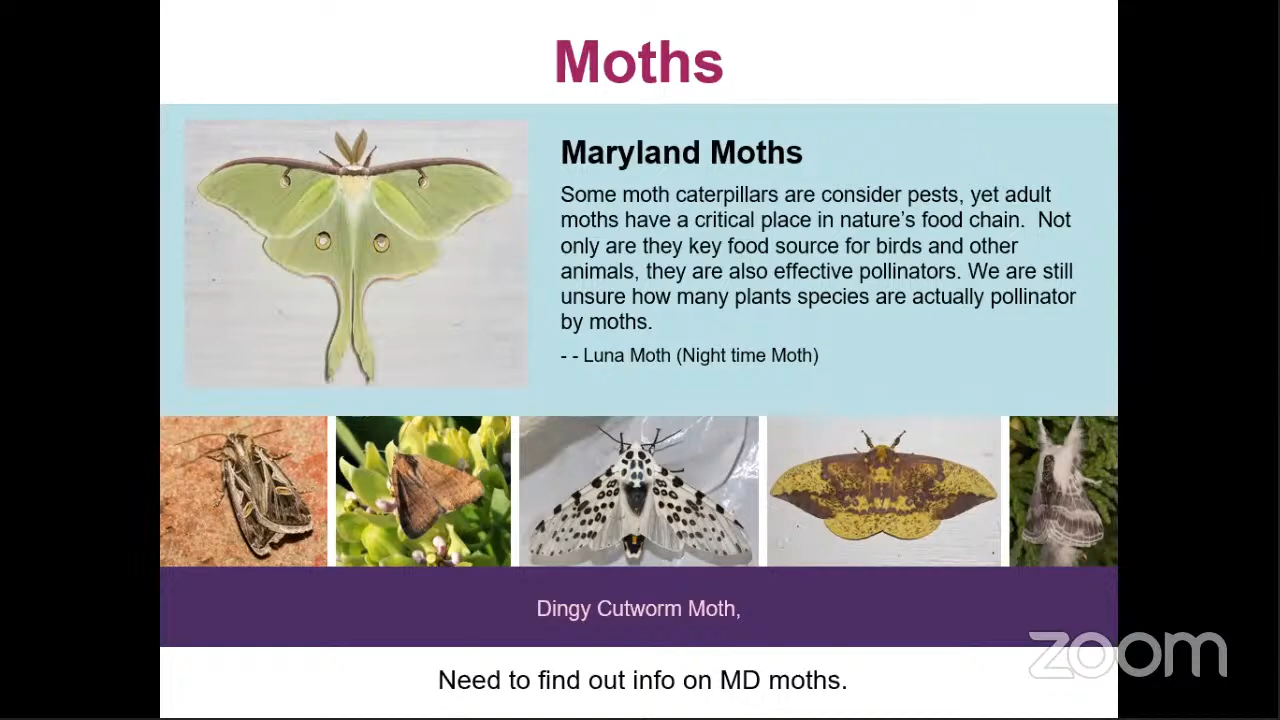 Moths
Maryland Moths
Some moth caterpillars are consider pests, yet adult
moths have a critical place in nature's food chain.  Not
only are they key food source for birds and other
animals, they are also effective pollinators. We are still
unsure how many plants species are actually pollinator
by moths.
- - Luna Moth (Night time Moth)
Dingy Cutworm Moth,
zoom
Need to find out info on MD moths.